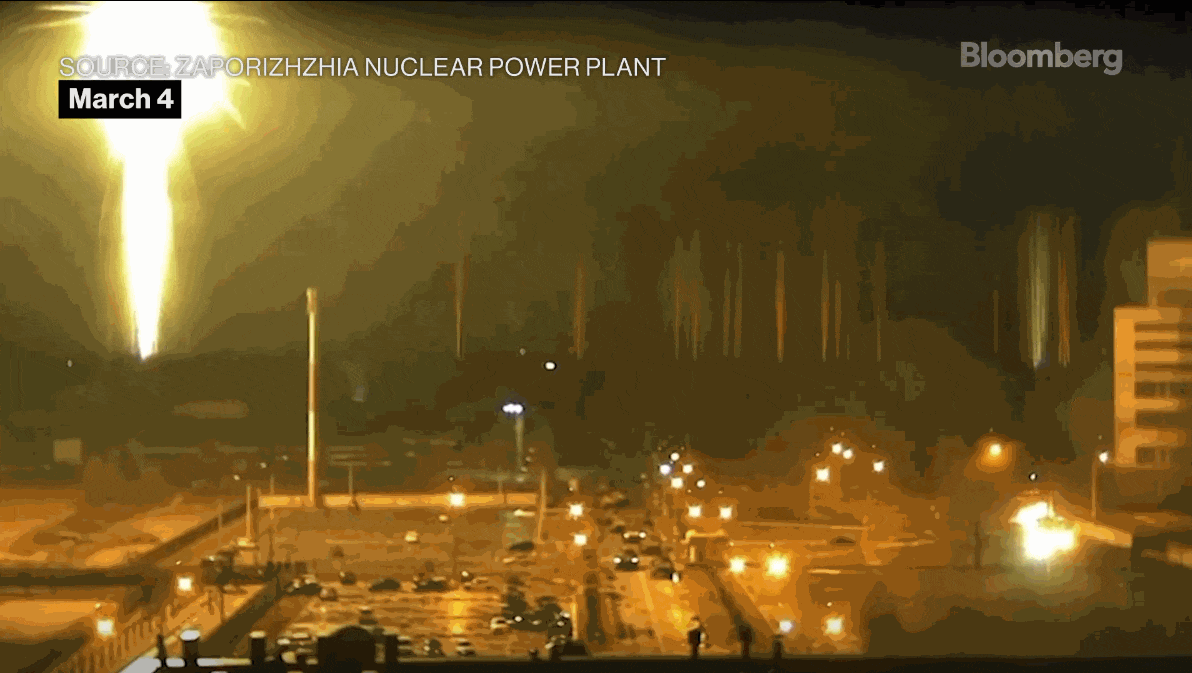 SOURCE: ZAPORIZHZHIA NUCLEAR POWER PLANT
Bloomberg
March 4